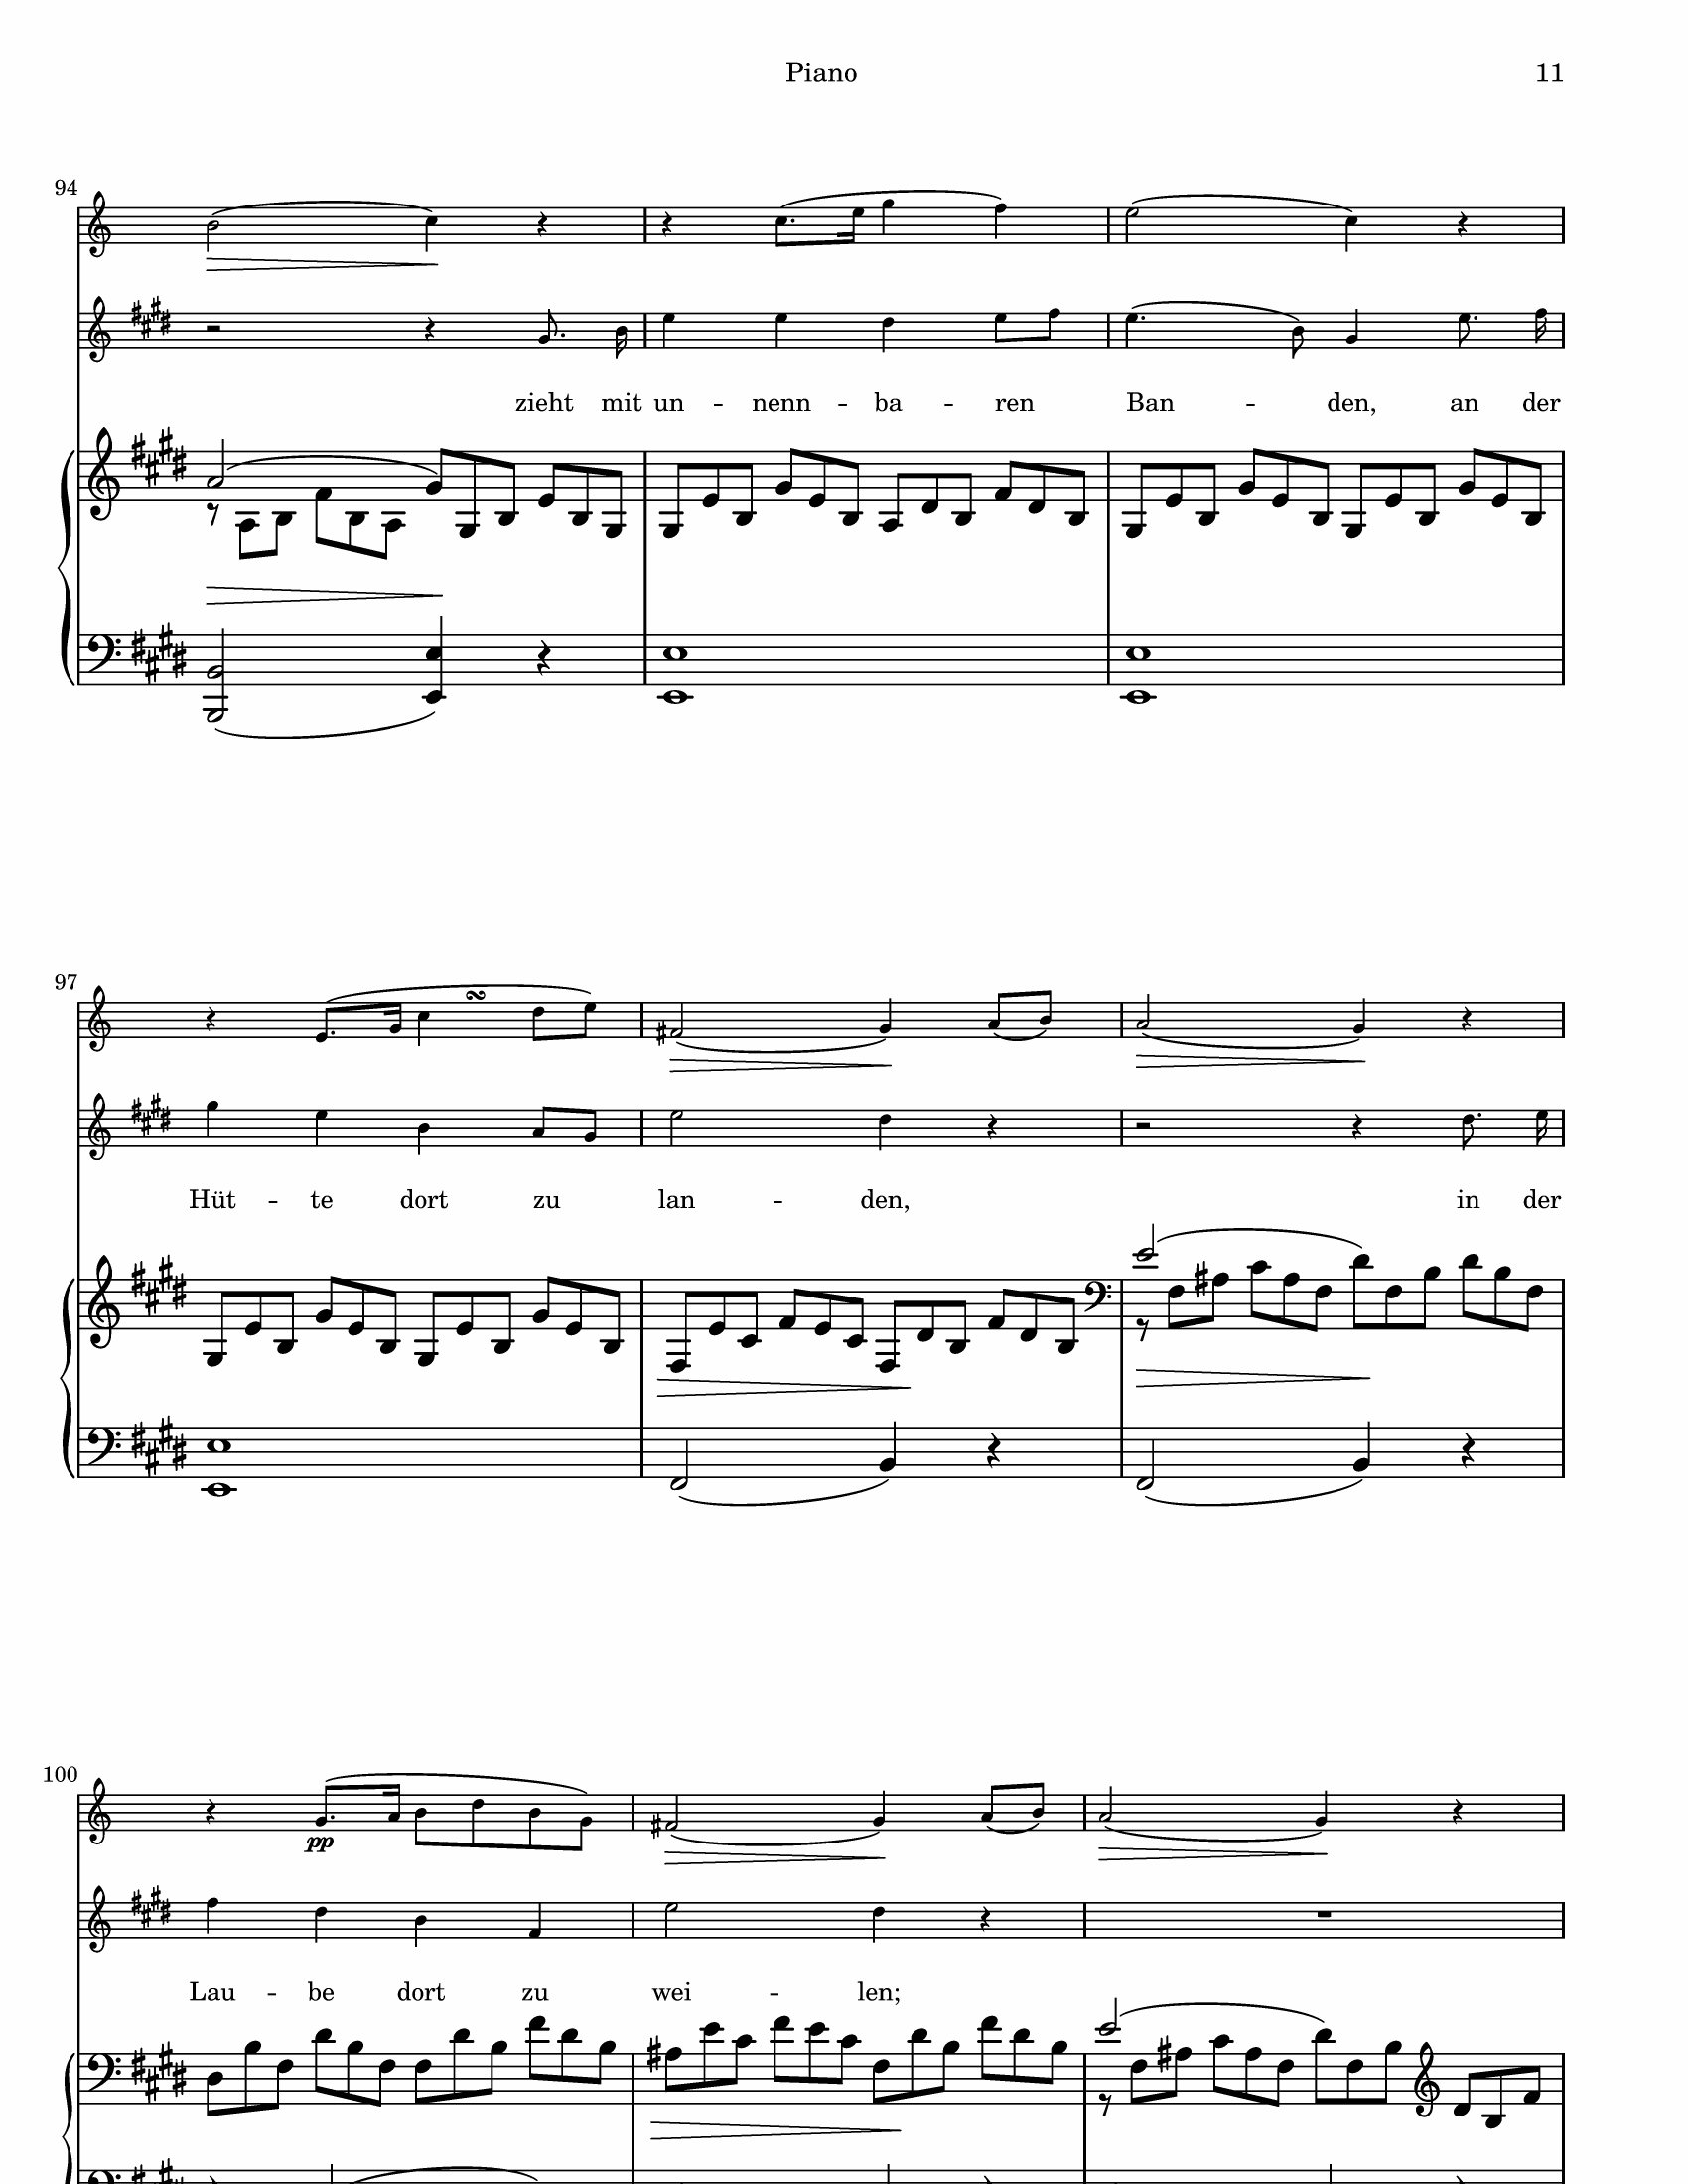 Piano 11
94
zieht mit un -- nenn -- ba -- ren Ban -- den, an der
97
Hüt -- te dort zu lan -- den, in der
100
pp
Lau -- be dort zu wei -- len;